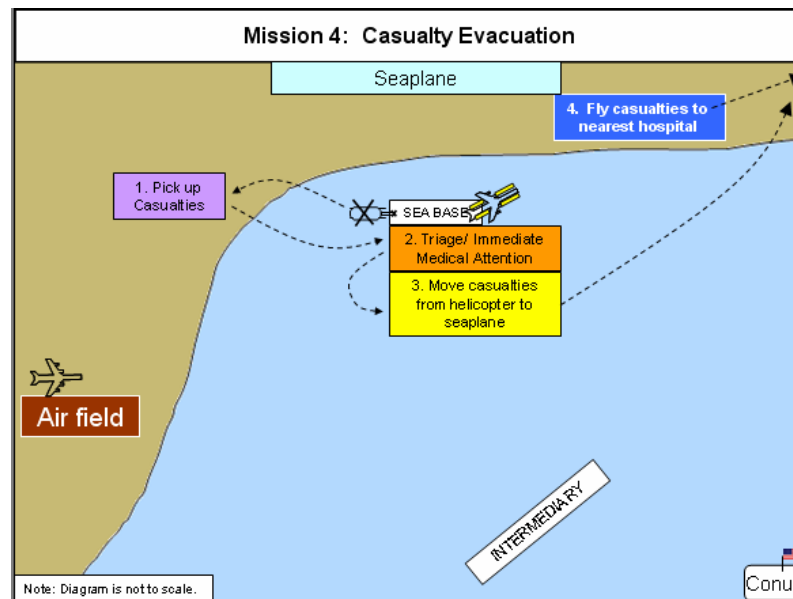 Mission 4: Casualty Evacuation
Seaplane
4. Fly casualties to
nearest hospital
1. Pick up
Casualties
SEA BASE
2. Triage/ Immediate
Medical Attention
3. Move casualties
from helicopter to
seaplane
Air field
INTERMEDIARY
Conu
Note: Diagram is not to scale.